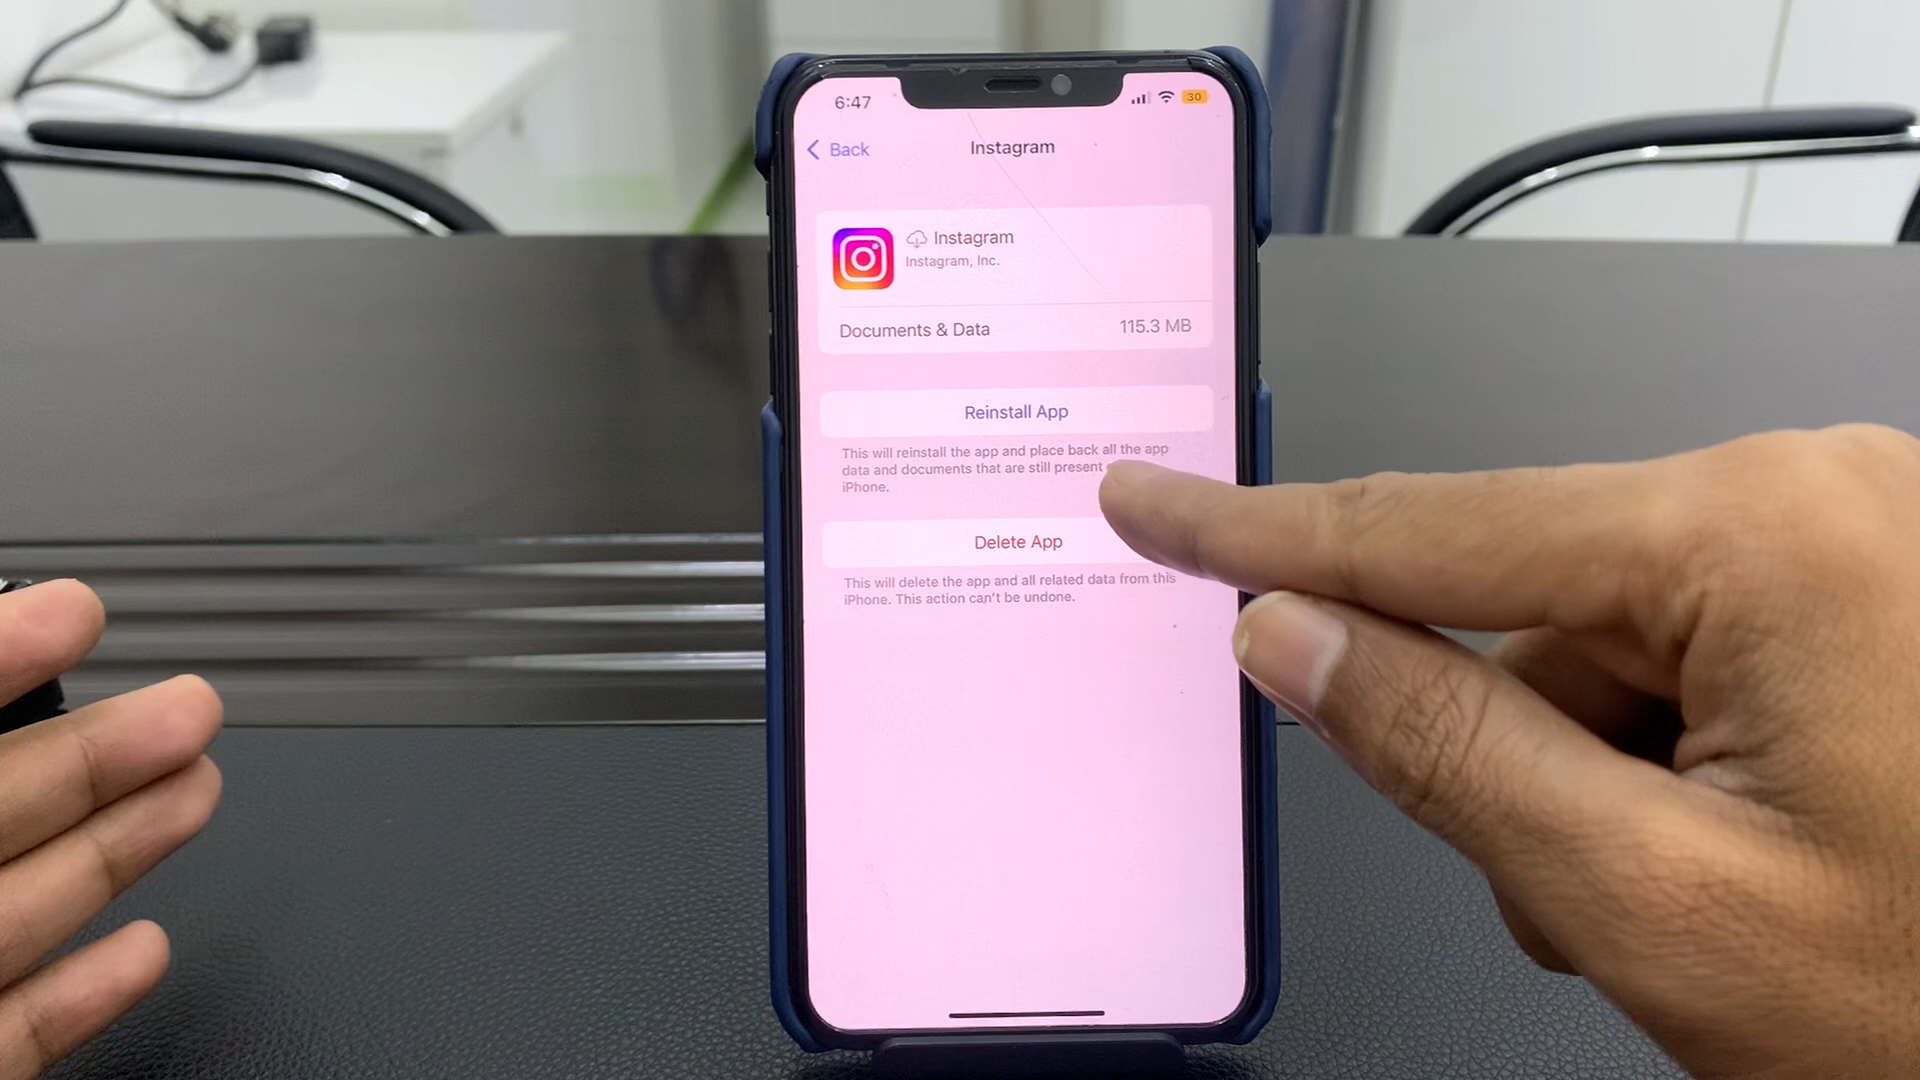 6:47
30
Back
Instagram
Instagram
Instagram, Inc.
Documents & Data 115.3 MB
Reinstall App
This will reinstall the app and place back all the app
data and documents that are still present
iPhone.
Delete App
This will delete the app and all related data from this
iPhone. This action can't be undone.